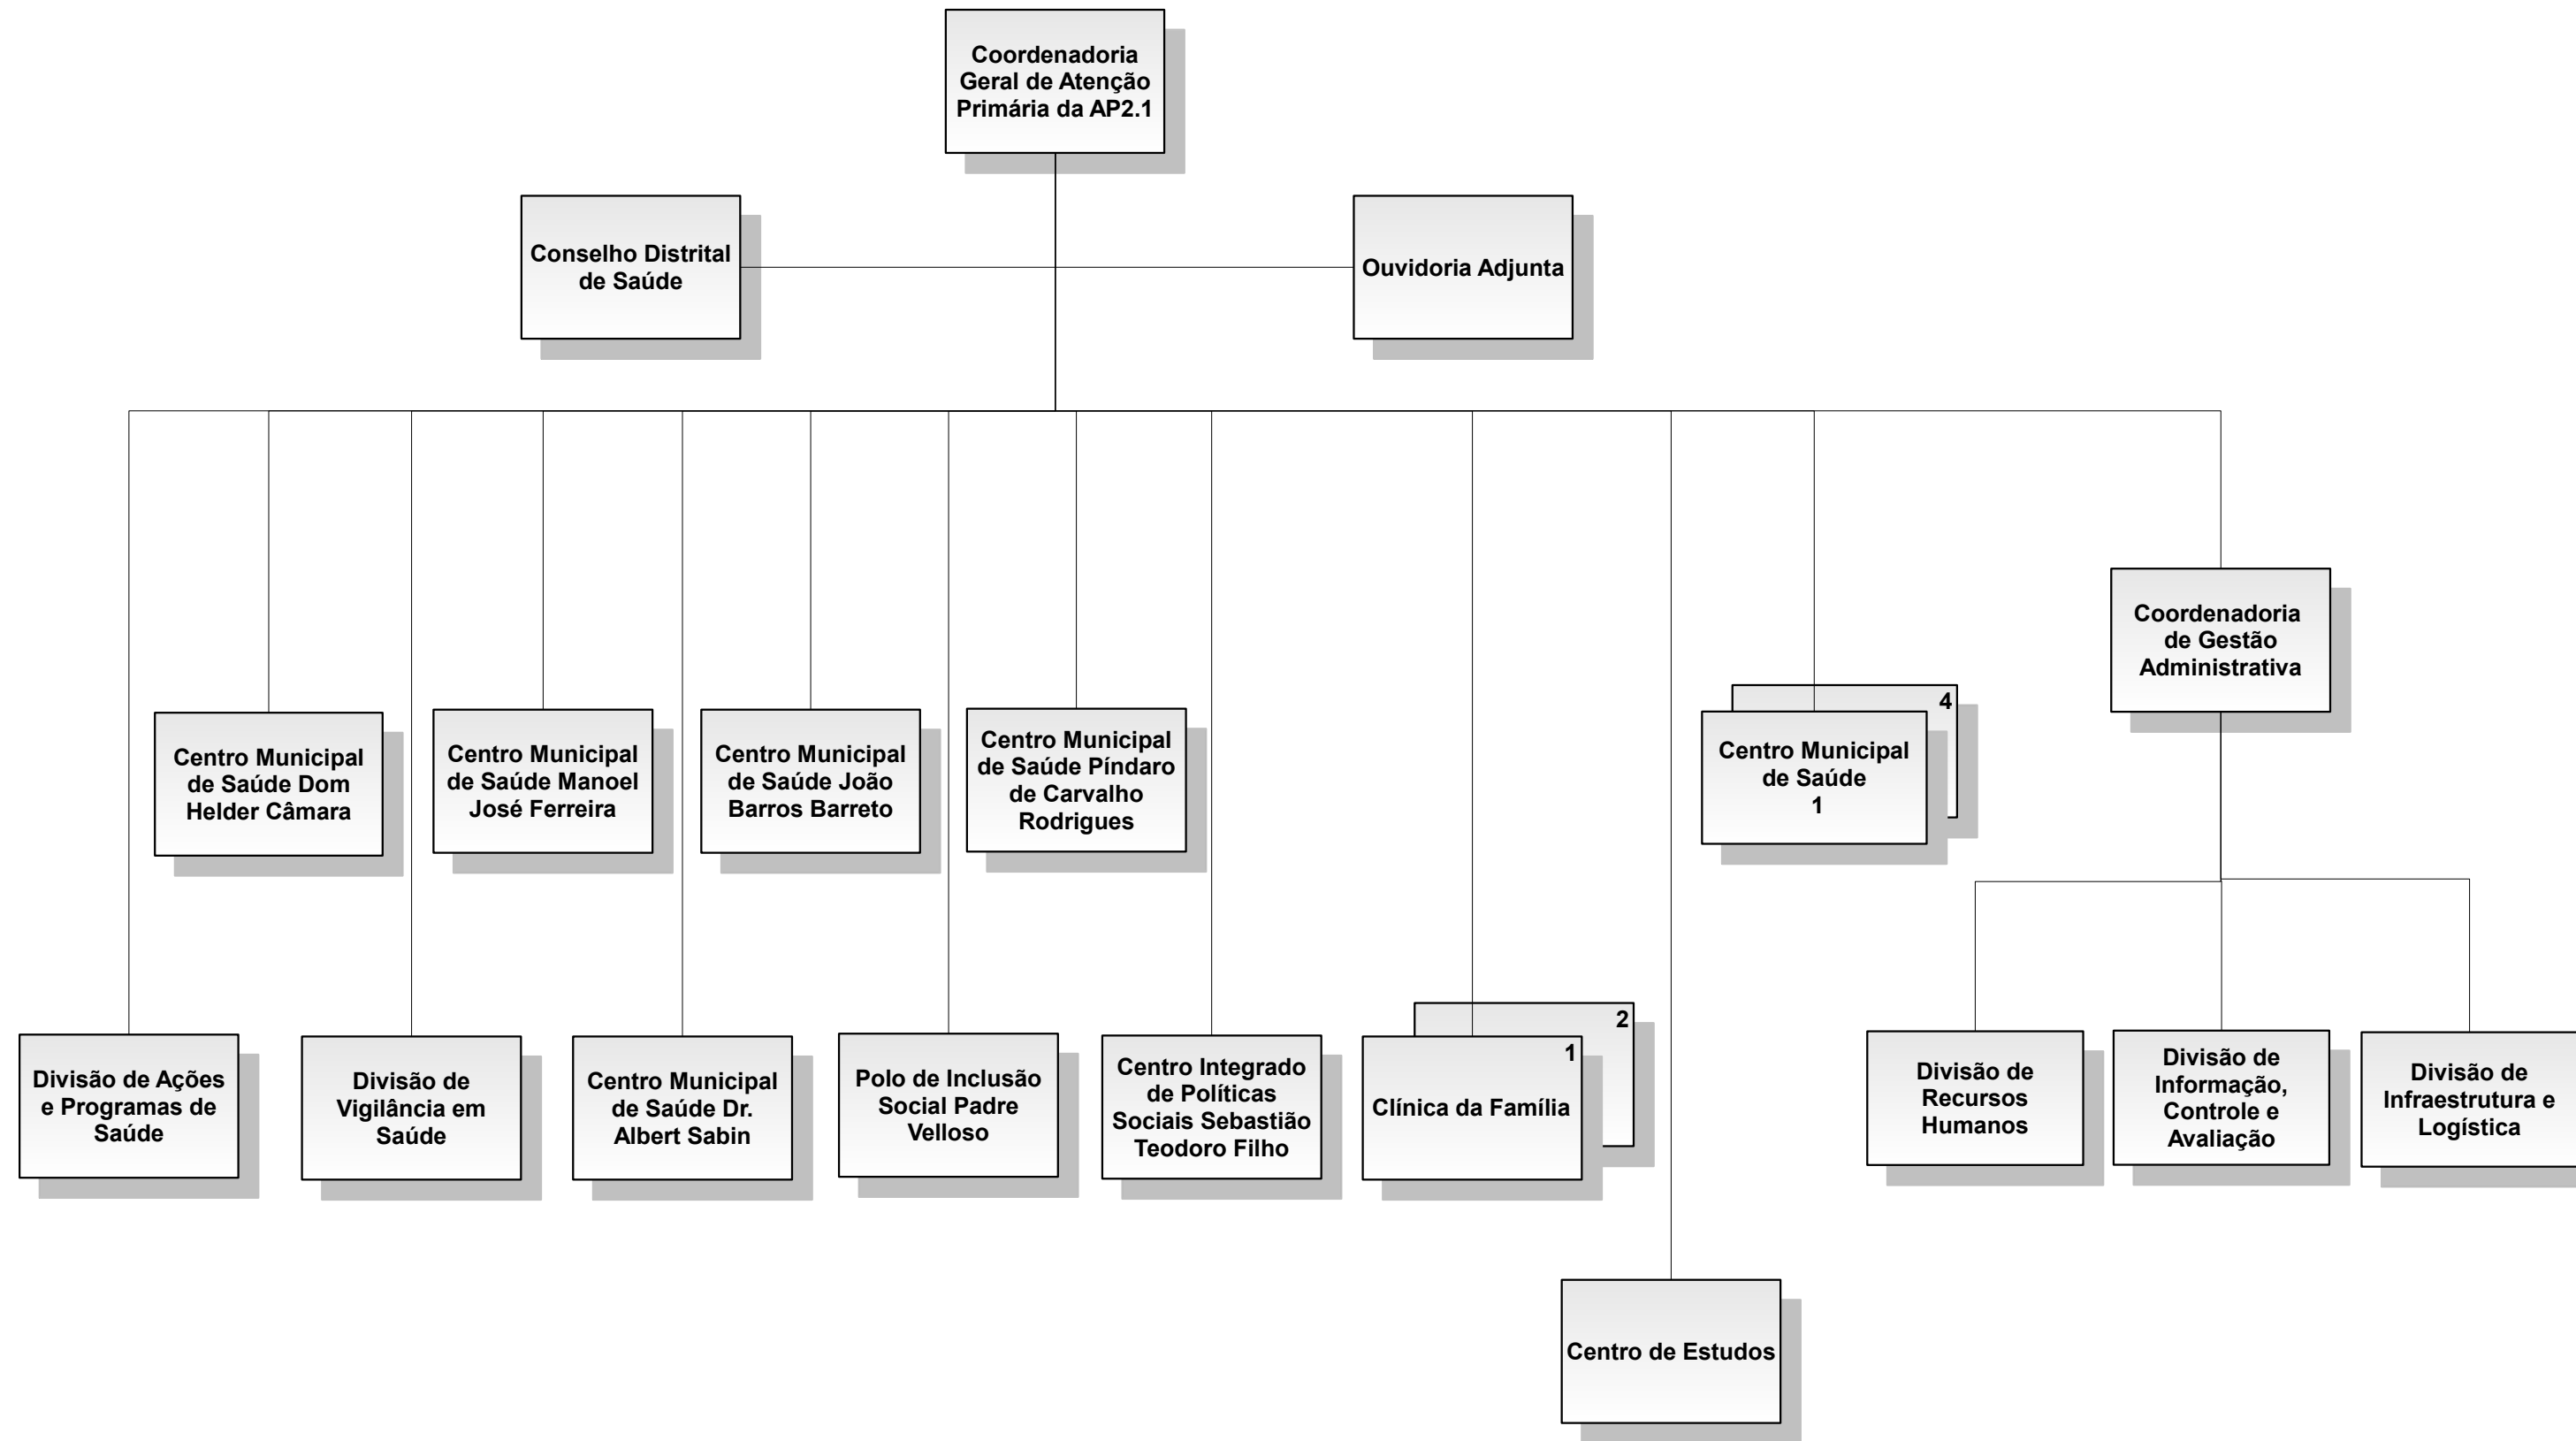 Coordenadoria
Geral de Atenção
Primária da AP2.1
Conselho Distrital
de Saúde
Ouvidoria Adjunta
Coordenadoria
de Gestão
Administrativa
Centro Municipal
de Saúde Dom
Helder Câmara
Centro Municipal
de Saúde Manoel
José Ferreira
Centro Municipal
de Saúde João
Barros Barreto
Centro Municipal
de Saúde Píndaro
de Carvalho
Rodrigues
4
Centro Municipal
de Saúde
1
Divisão de Ações
e Programas de
Saúde
Divisão de
Vigilância em
Saúde
Centro Municipal
de Saúde Dr.
Albert Sabin
Polo de Inclusão
Social Padre
Velloso
Centro Integrado
de Políticas
Sociais Sebastião
Teodoro Filho
2
1
Clínica da Família
Divisão de
Recursos
Humanos
Divisão de
Informação,
Controle e
Avaliação
Divisão de
Infraestrutura e
Logística
Centro de Estudos